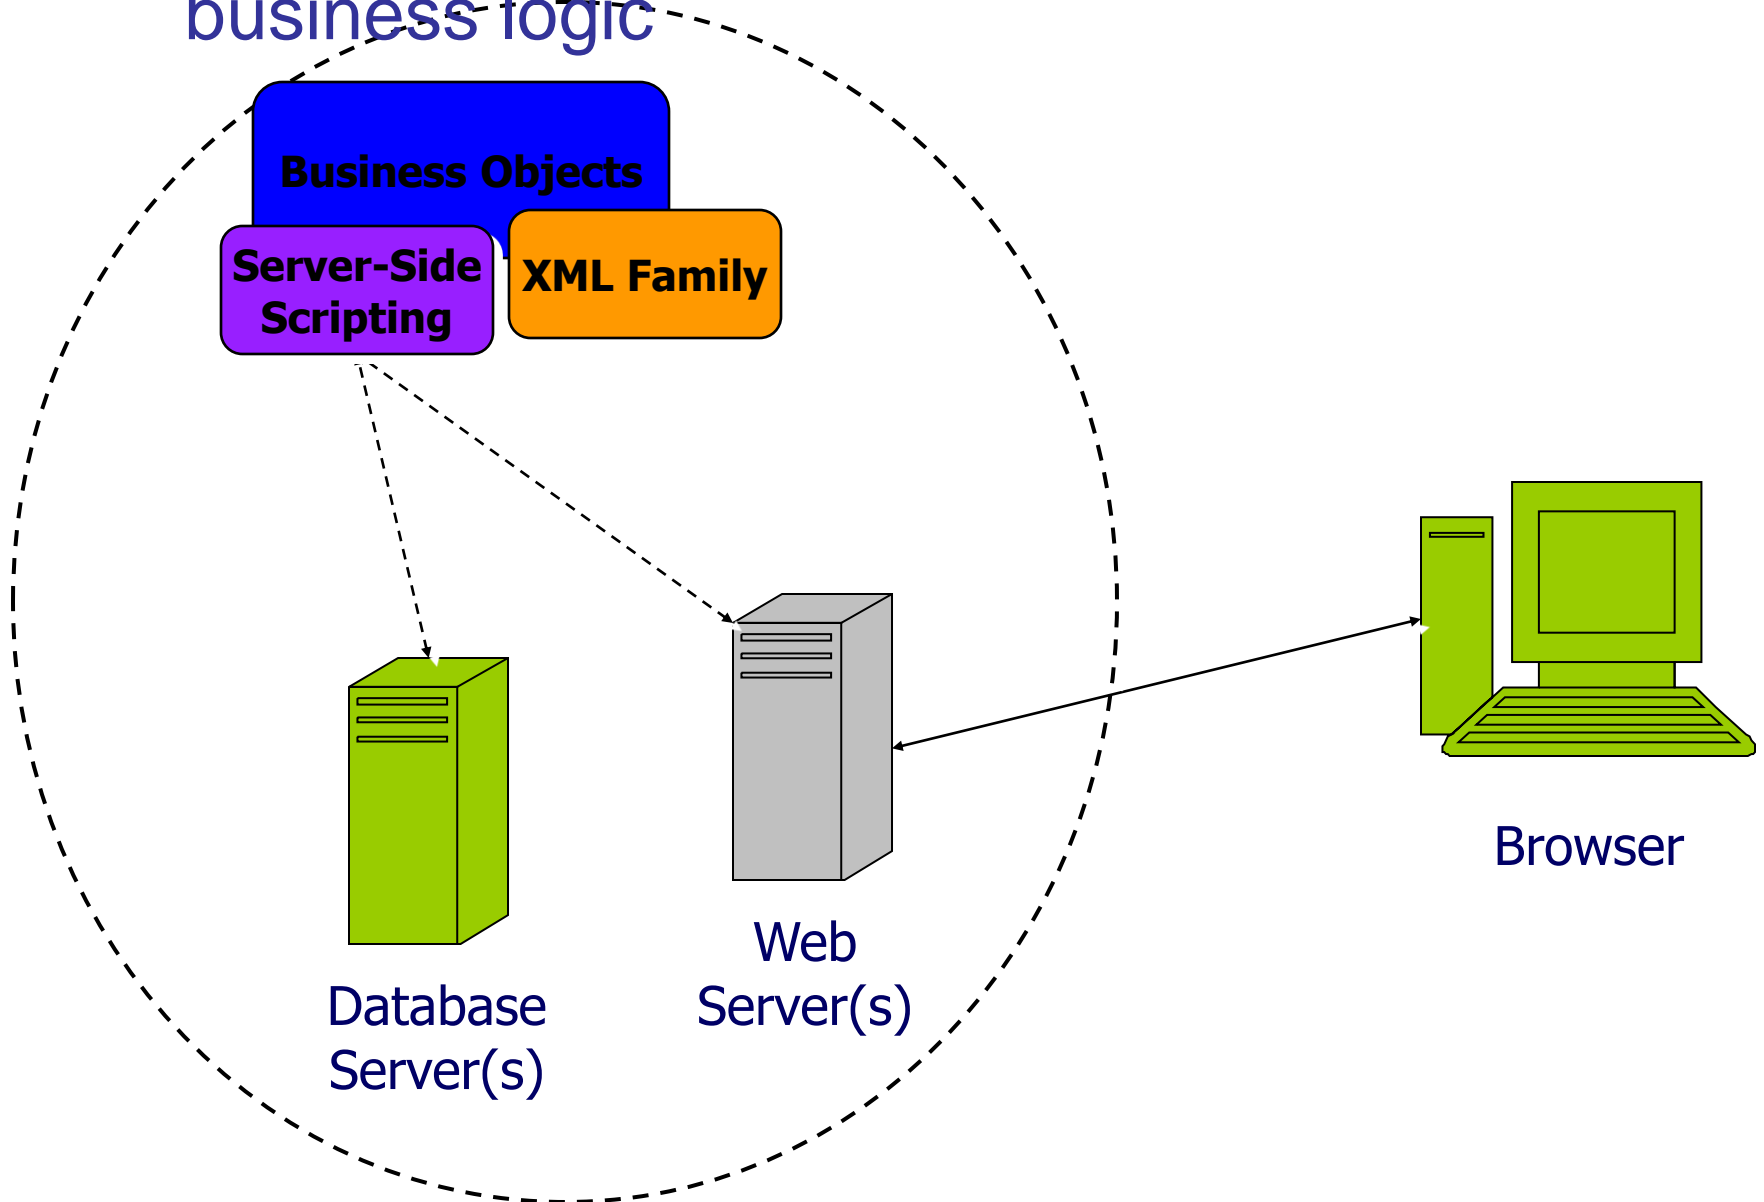 business logic
Business Objects
Server-Side
Scripting
XML Family
Browser
Web
Server(s)
Database
Server(s)